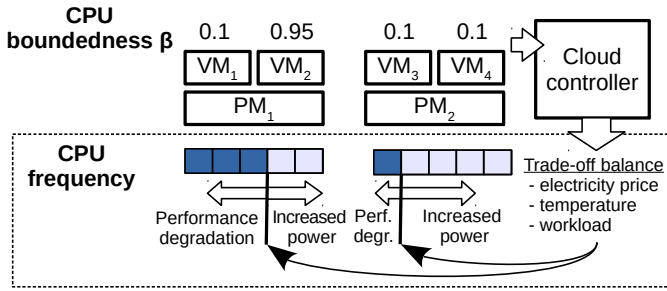 CPU
boundedness β
0.1 0.95 0.1 0.1
VM1 VM2 VM3 VM4
PM1 PM2
Cloud
controller
CPU
frequency
Performance
degradation
Increased
power
Perf.
degr.
Increased
power
Trade-off balance
- electricity price
- temperature
- workload